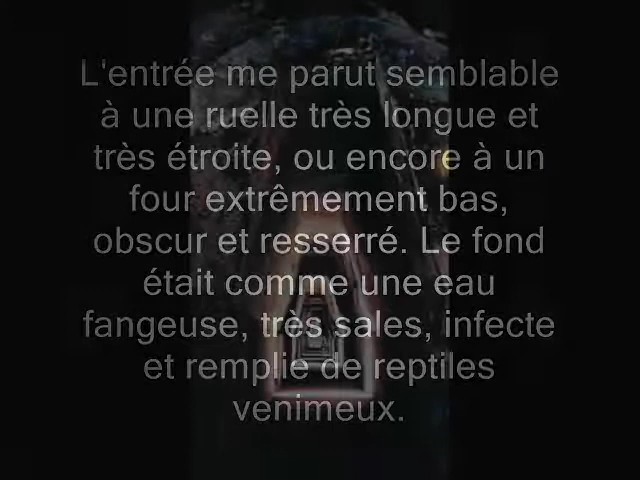 L'entrée me parut semblable
à une ruelle très longue et
très étroite, ou encore à un
four extrêmement bas,
obscur et resserré. Le fond
était comme une eau
fangeuse, très sales, infecte
et remplie de reptiles
venimeux.